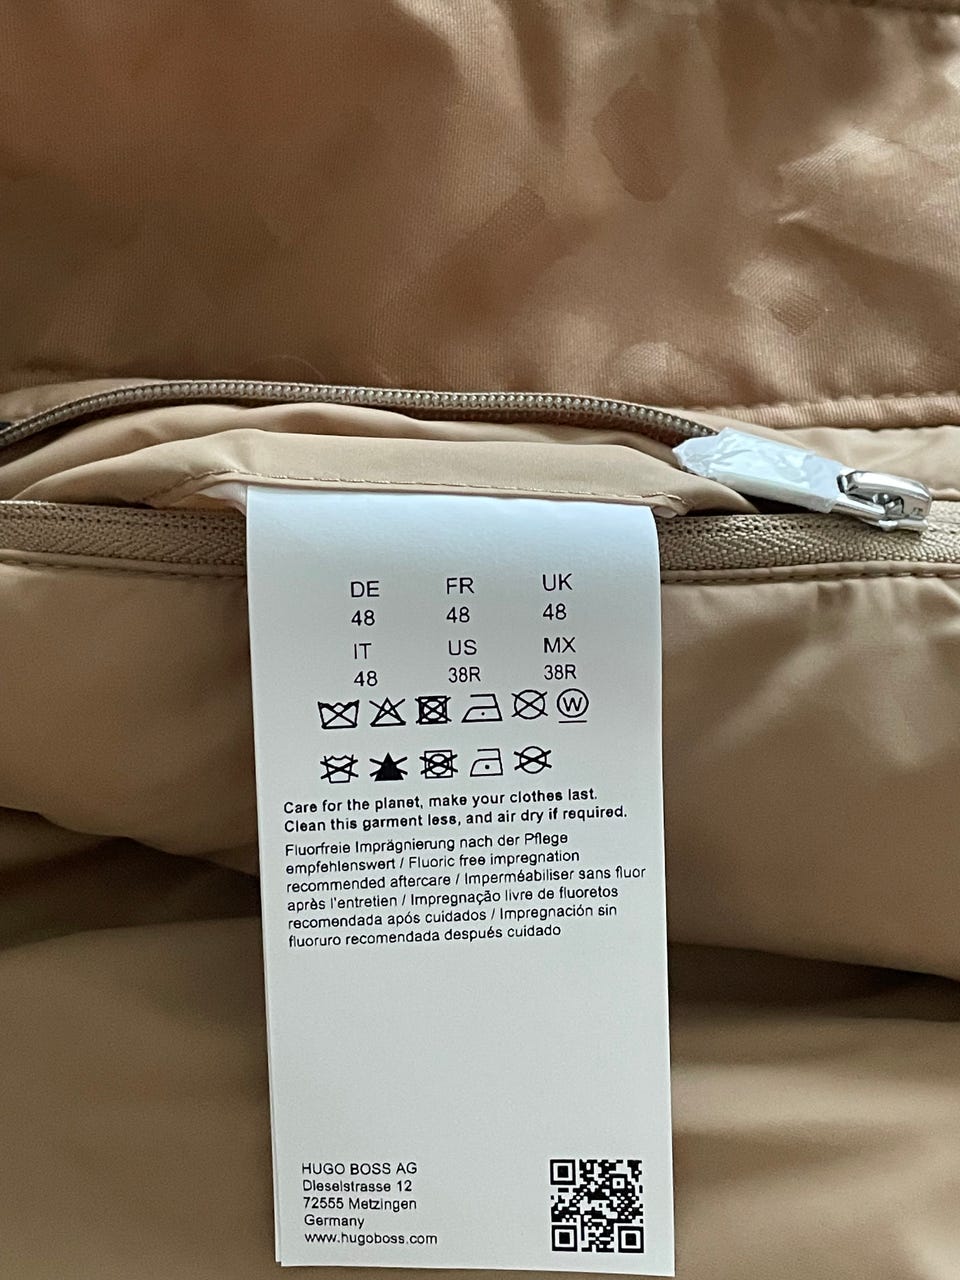 DE FR UK
48 48 48
IT US MX
48 38R 38R
W
Care for the planet, make your clothes last.
Clean this garment less, and air dry if required.
Fluorfreie Imprägnierung nach der Pflege
empfehlenswert / Fluoric free impregnation
recommended aftercare / Imperméabiliser sans fluor
après l'entretien / Impregnação livre de fluoretos
recomendada após cuidados / Impregnación sin
fluoruro recomendada después cuidado
HUGO BOSS AG
Dieselstrasse 12
72555 Metzingen
Germany
www.hugoboss.com